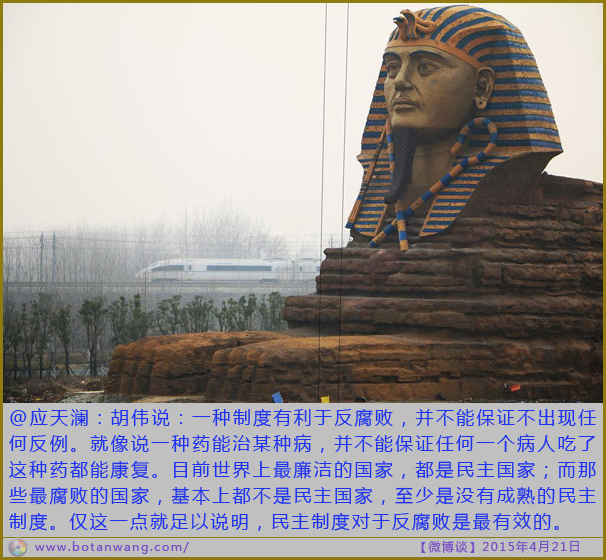 @应天澜：胡伟说：一种制度有利于反腐败，并不能保证不出现任
何反例。就像说一种药能治某种病，并不能保证任何一个病人吃了
这种药都能康复。目前世界上最廉洁的国家，都是民主国家；而那
些最腐败的国家，基本上都不是民主国家，至少是没有成熟的民主
制度。仅这一点就足以说明，民主制度对于反腐败是最有效的。
www.botanwang.com/
【微博谈】2015年4月21日